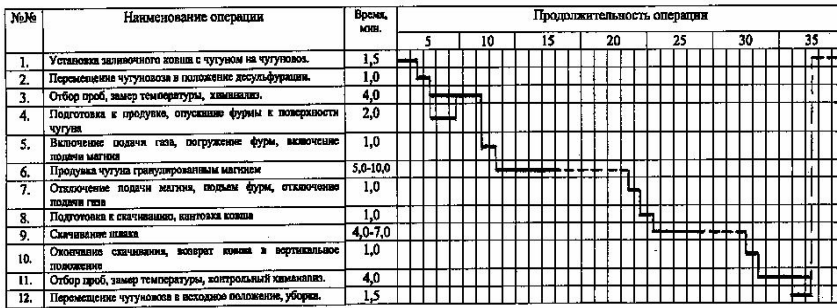 №№ Наименование операции Время, мин. Продолжительность операции
5 10 15 20 25 30 35
1. Установка заливочного ковша с чугуном на чугуновоз. 1,5
2. Перемещение чугуновоза в положение десульфурации. 1,0
3. Отбор проб, замер температуры, химанализ. 4,0
4. Подготовка к продувке, опускание фурмы к поверхности 2,0
чугуна
5. Включение подачи газа, погружение фурм, включение 1,0
подачи магния
6. Продувка чугуна гранулированным магнием 5,0-10,0
7. Отключение подачи магния, подъем фурм, отключение 1,0
подачи газа
8. Подготовка к скачиванию, кантовка ковша 1,0
9. Скачивание шлака 4,0-7,0
10. Окончание скачивания, возврат ковша в вертикальное 1,0
положение
11. Отбор проб, замер температуры, контрольный химанализ. 4,0
12. Перемещение чугуновоза в исходное положение, уборка. 1,5